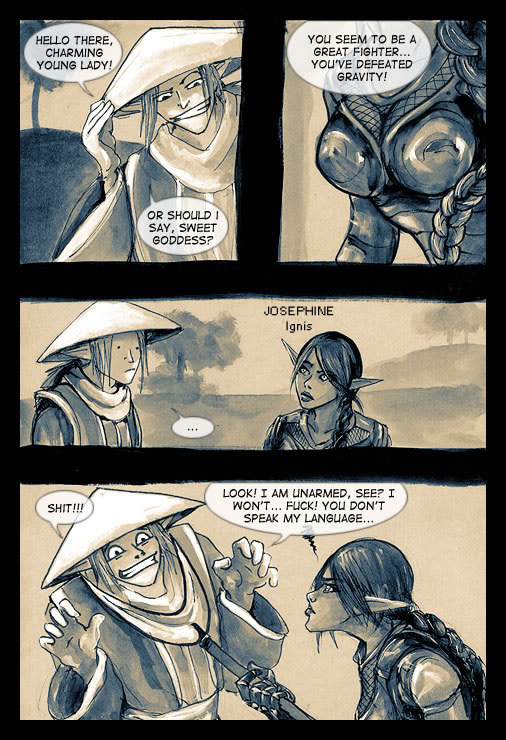 HELLO THERE,
CHARMING
YOUNG LADY!
OR SHOULD I
SAY, SWEET
GODDESS?
YOU SEEM TO BE A
GREAT FIGHTER...
YOU'VE DEFEATED
GRAVITY!
JOSEPHINE
Ignis
...
SHIT!!!
LOOK! I AM UNARMED, SEE? I
WON'T... FUCK! YOU DON'T
SPEAK MY LANGUAGE...